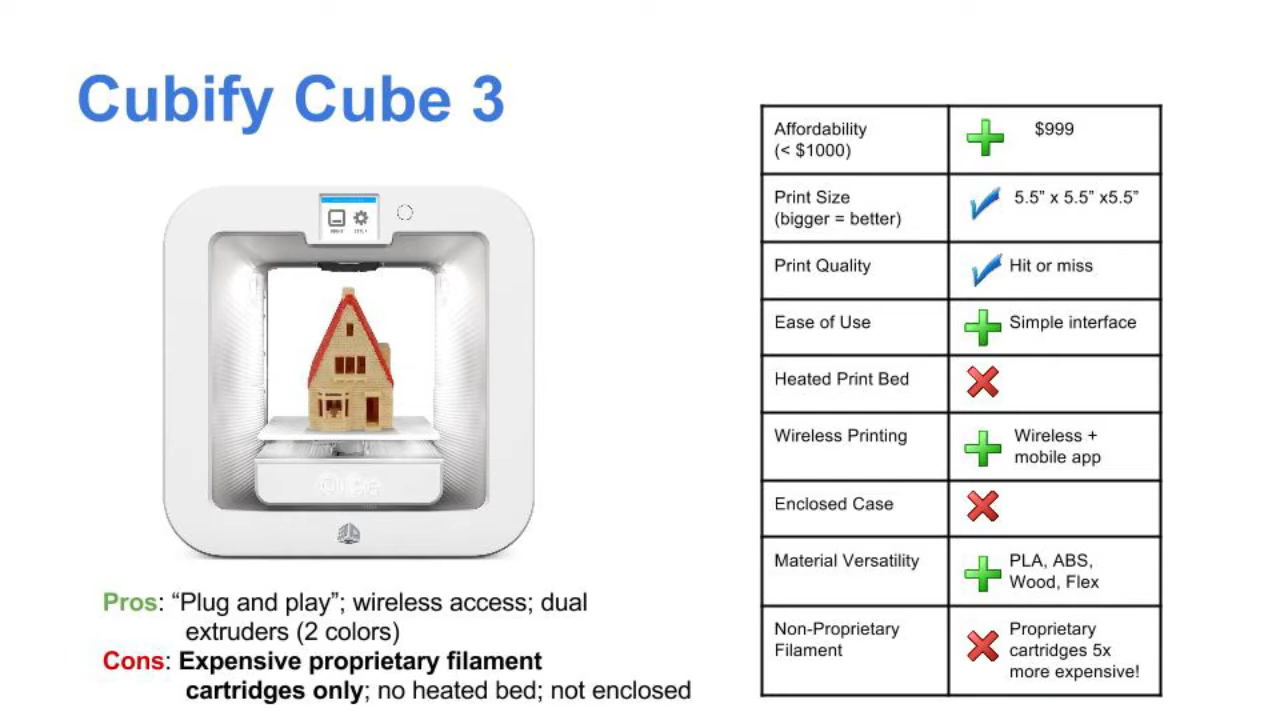 Cubify Cube 3
Affordability
(< $1000)
$999
Print Size
(bigger = better)
5.5” x 5.5” x5.5”
Print Quality
Hit or miss
Ease of Use
Simple interface
Heated Print Bed
Wireless Printing
Wireless +
mobile app
Enclosed Case
Material Versatility
PLA, ABS,
Wood, Flex
Non-Proprietary
Filament
Proprietary
cartridges 5x
more expensive!
Pros: “Plug and play”; wireless access; dual
extruders (2 colors)
Cons: Expensive proprietary filament
cartridges only; no heated bed; not enclosed